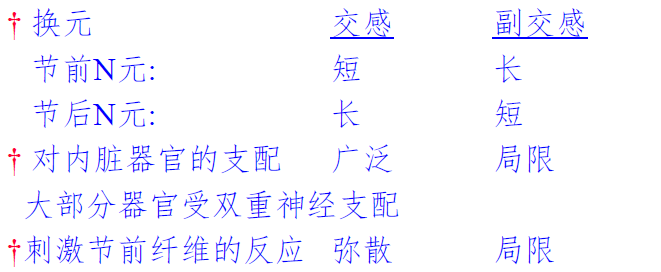 † 换元 交感 副交感
节前N元: 短 长
节后N元: 长 短
† 对内脏器官的支配 广泛 局限
大部分器官受双重神经支配
†刺激节前纤维的反应 弥散 局限